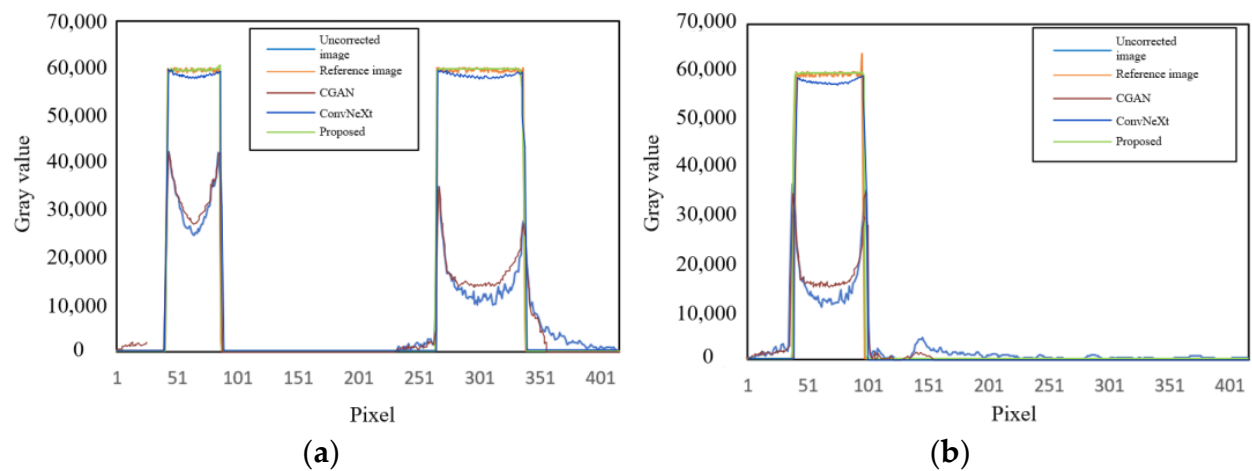 70,000
60,000
50,000
40,000
30,000
20,000
10,000
0
Gray value
Uncorrected
image
Reference image
CGAN
ConvNeXt
Proposed
1 51 101 151 201 251 301 351 401
Pixel
(a)
70,000
60,000
50,000
40,000
30,000
20,000
10,000
0
Gray value
Uncorrected
image
Reference image
CGAN
ConvNeXt
Proposed
1 51 101 151 201 251 301 351 401
Pixel
(b)